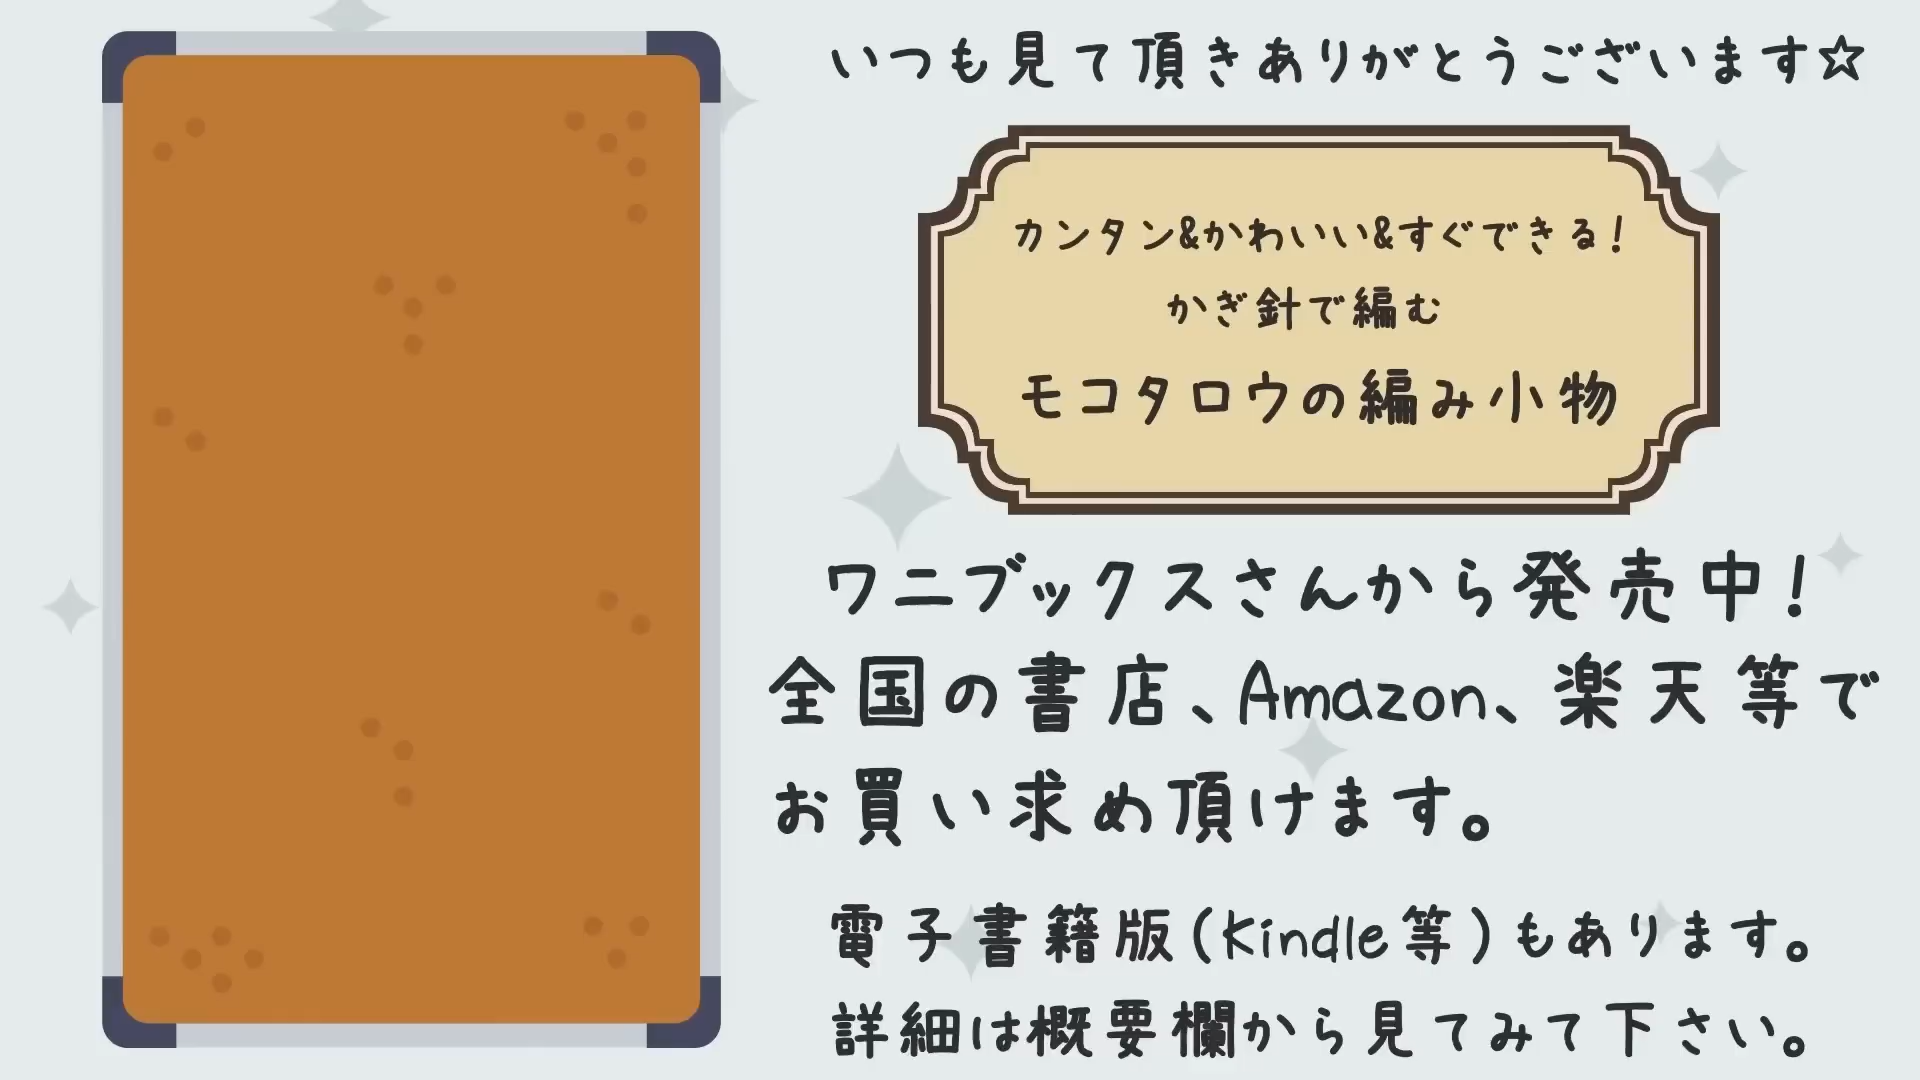 いつも見て頂きありがとうございます☆
カンタン&かわいい&すぐできる!
かぎ針で編む
モコタロウの編み小物
ワニブックスさんから発売中!
全国の書店、Amazon、楽天等で
お買い求め頂けます。
電子書籍版(Kindle等)もあります。
詳細は概要欄から見てみて下さい。